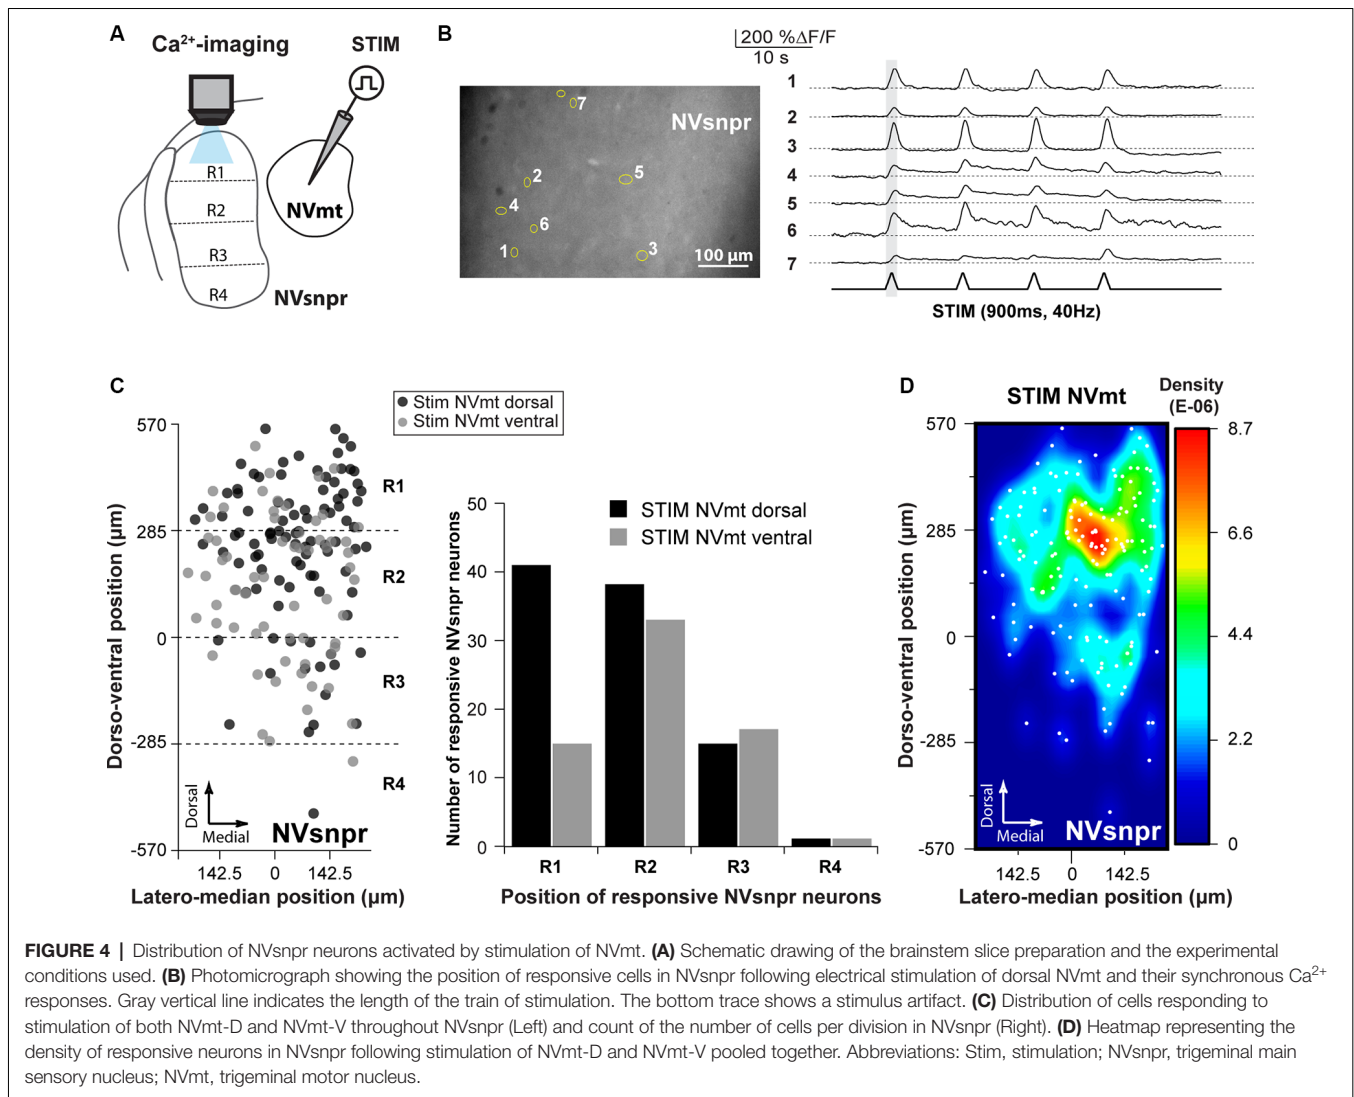 A
Ca²⁺-imaging
STIM
R1
R2
R3
R4
NVmt
NVsnpr
B
NVsnpr
7
2
5
4
6
1
3
100 µm
200 %ΔF/F
10 s
1
2
3
4
5
6
7
STIM (900ms, 40Hz)
C
Stim NVmt dorsal
Stim NVmt ventral
Dorso-ventral position (µm)
570
285
0
-285
-570
R1
R2
R3
R4
Dorsal
Medial
NVsnpr
142.5 0 142.5
Latero-median position (µm)
Number of responsive NVsnpr neurons
50
40
30
20
10
0
STIM NVmt dorsal
STIM NVmt ventral
R1 R2 R3 R4
Position of responsive NVsnpr neurons
D
STIM NVmt
Density
(E-06)
Dorso-ventral position (µm)
570
285
0
-285
-570
Dorsal
Medial
NVsnpr
142.5 0 142.5
Latero-median position (µm)
8.7
6.6
4.4
2.2
0
FIGURE 4 | Distribution of NVsnpr neurons activated by stimulation of NVmt. (A) Schematic drawing of the brainstem slice preparation and the experimental
conditions used. (B) Photomicrograph showing the position of responsive cells in NVsnpr following electrical stimulation of dorsal NVmt and their synchronous Ca²⁺
responses. Gray vertical line indicates the length of the train of stimulation. The bottom trace shows a stimulus artifact. (C) Distribution of cells responding to
stimulation of both NVmt-D and NVmt-V throughout NVsnpr (Left) and count of the number of cells per division in NVsnpr (Right). (D) Heatmap representing the
density of responsive neurons in NVsnpr following stimulation of NVmt-D and NVmt-V pooled together. Abbreviations: Stim, stimulation; NVsnpr, trigeminal main
sensory nucleus; NVmt, trigeminal motor nucleus.